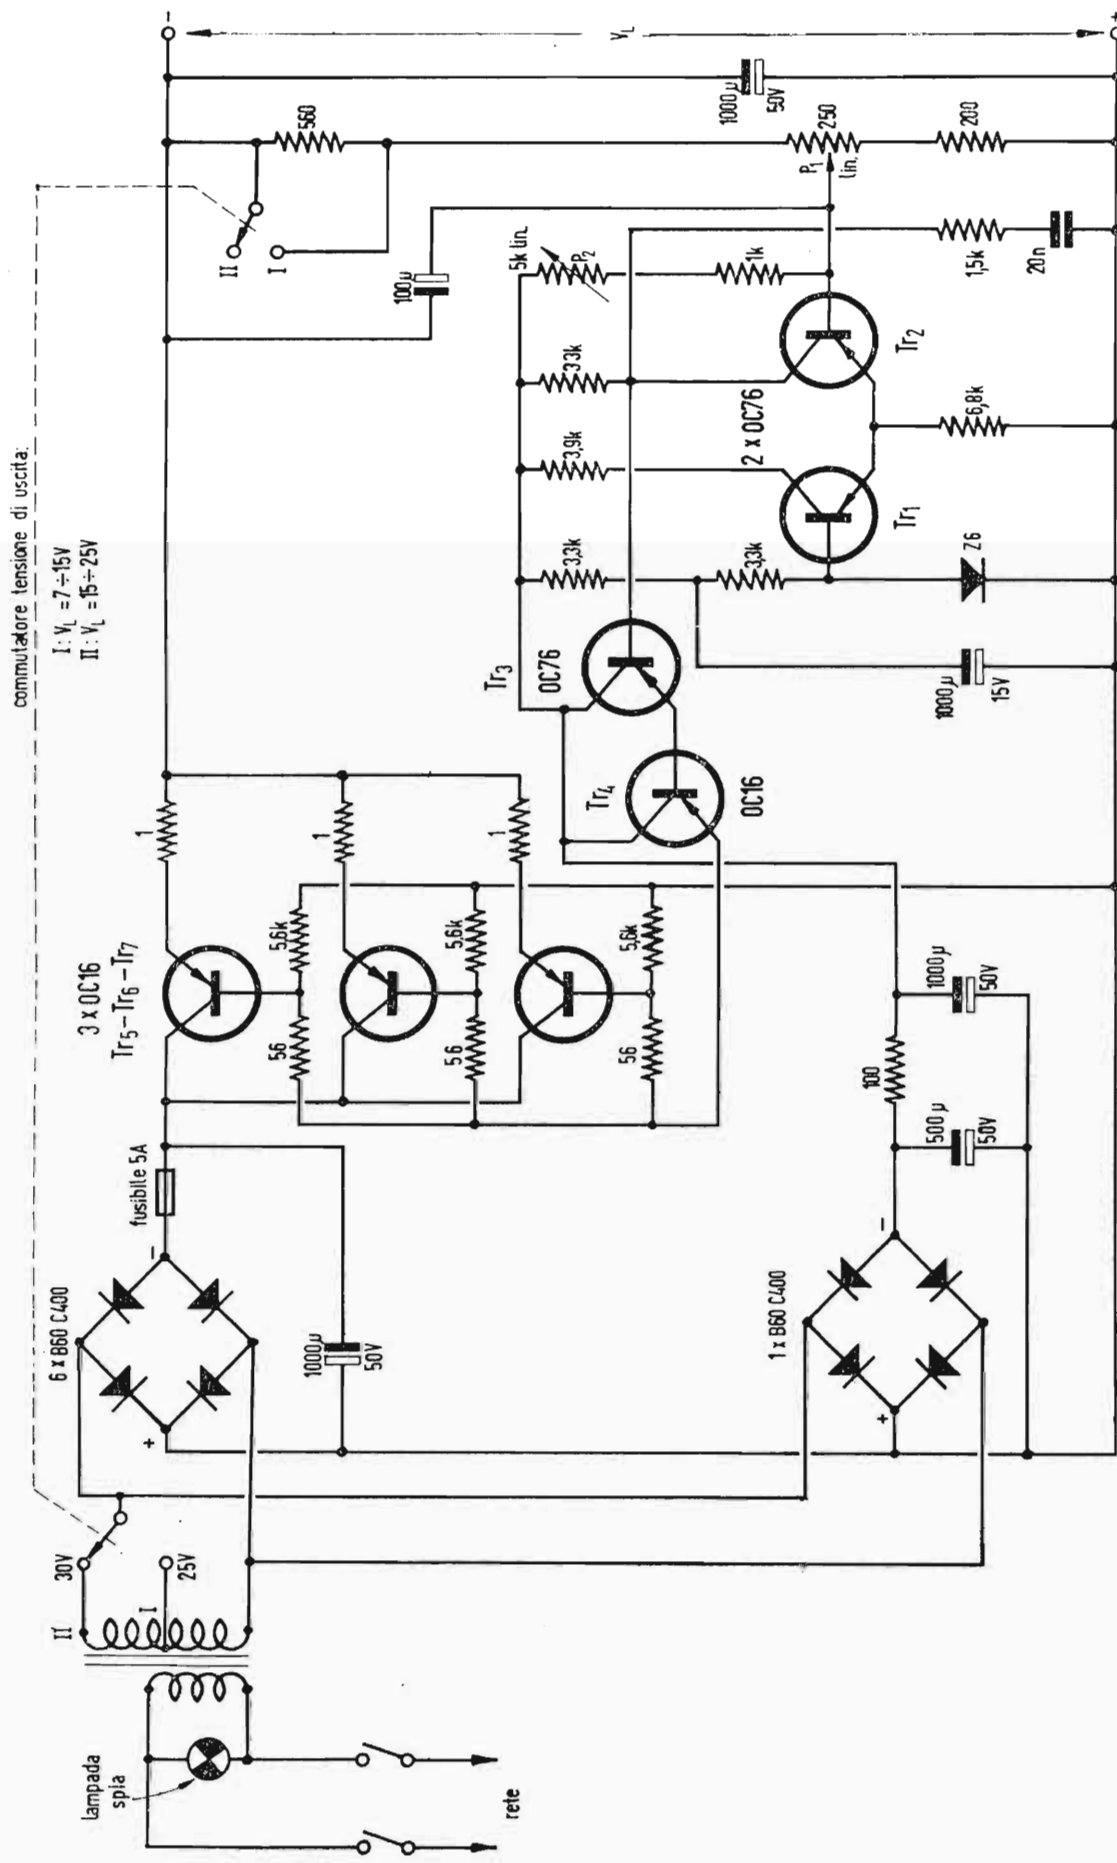 commutatore tensione di uscita:
I: V_L = 7÷15V
II: V_L = 15÷25V
lampada
spia
rete
II
I
30V
25V
6 x B60 C400
+
−
fusibile 5A
1000μ
50V
3 x OC16
Tr5 − Tr6 − Tr7
1
1
1
56
5,6k
56
5,6k
56
5,6k
1 x B60 C400
+
−
500μ
50V
100
1000μ
50V
Tr4
OC16
Tr3
OC76
3,3k
3,9k
33k
5k lin.
P2
3,3k
1k
1000μ
15V
Z6
Tr1
2 x OC76
Tr2
6,8k
1,5k
20n
100μ
II
I
560
P1
lin.
250
200
1000μ
50V
V_L
−
+